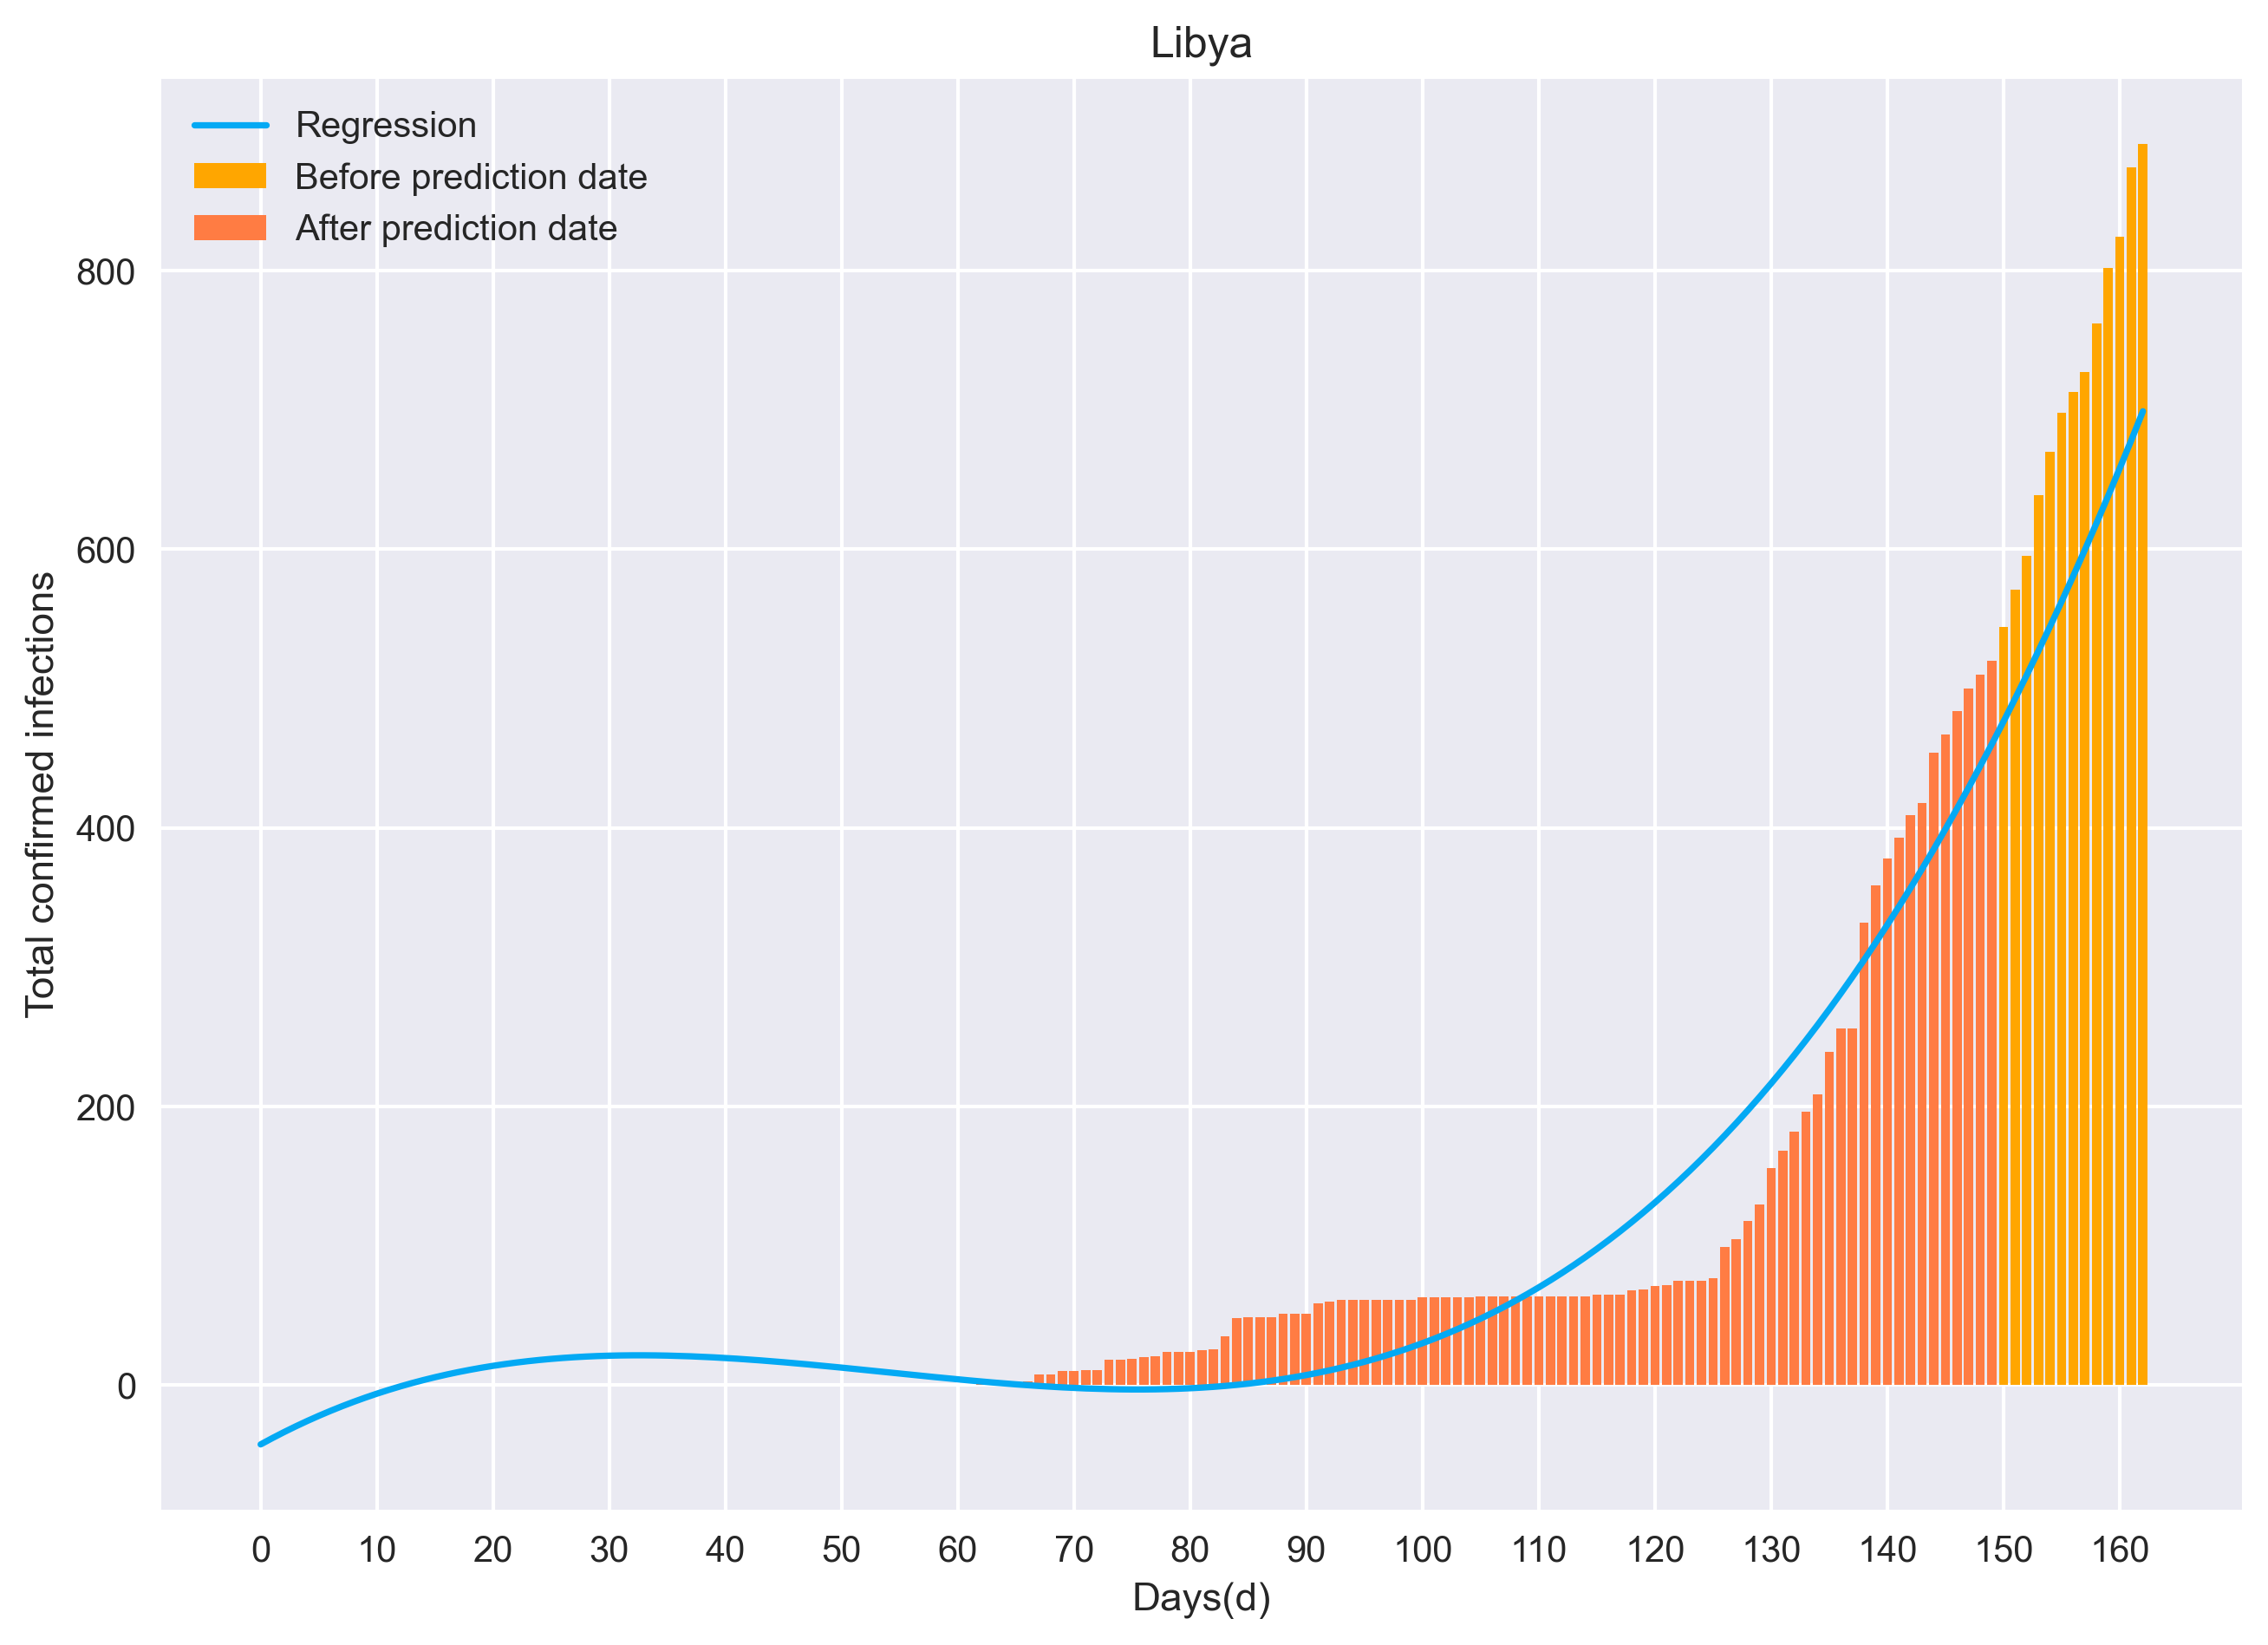 Libya
Regression
Before prediction date
After prediction date
800
600
400
200
0
Total confirmed infections
0 10 20 30 40 50 60 70 80 90 100 110 120 130 140 150 160
Days(d)